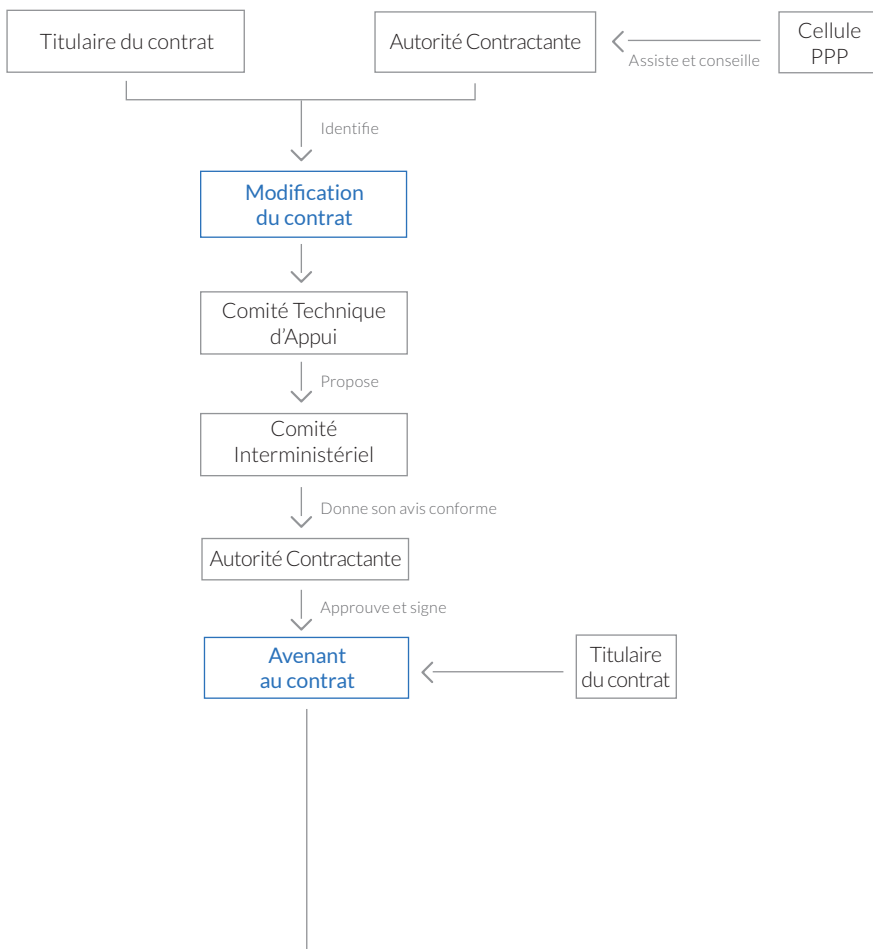 Titulaire du contrat
Autorité Contractante
Cellule
PPP
Assiste et conseille
Identifie
Modification
du contrat
Comité Technique
d’Appui
Propose
Comité
Interministériel
Donne son avis conforme
Autorité Contractante
Approuve et signe
Avenant
au contrat
Titulaire
du contrat